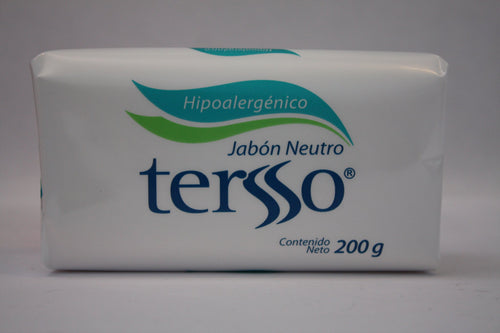 Hipoalergénico
Jabón Neutro
tersso®
Contenido
Neto 200 g